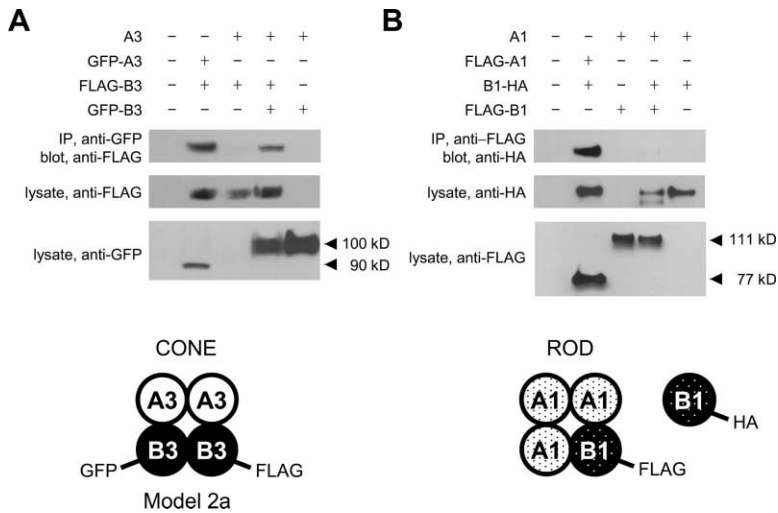 A
A3 – – + + +
GFP-A3 – + – – –
FLAG-B3 – + + + –
GFP-B3 – – – + +
IP, anti-GFP
blot, anti-FLAG
lysate, anti-FLAG
lysate, anti-GFP
100 kD
90 kD
CONE
A3 A3
B3 B3
GFP FLAG
Model 2a
B
A1 – – + + +
FLAG-A1 – + – – –
B1-HA – + – + +
FLAG-B1 – – + + –
IP, anti–FLAG
blot, anti-HA
lysate, anti-HA
lysate, anti-FLAG
111 kD
77 kD
ROD
A1 A1 B1
HA
A1 B1
FLAG